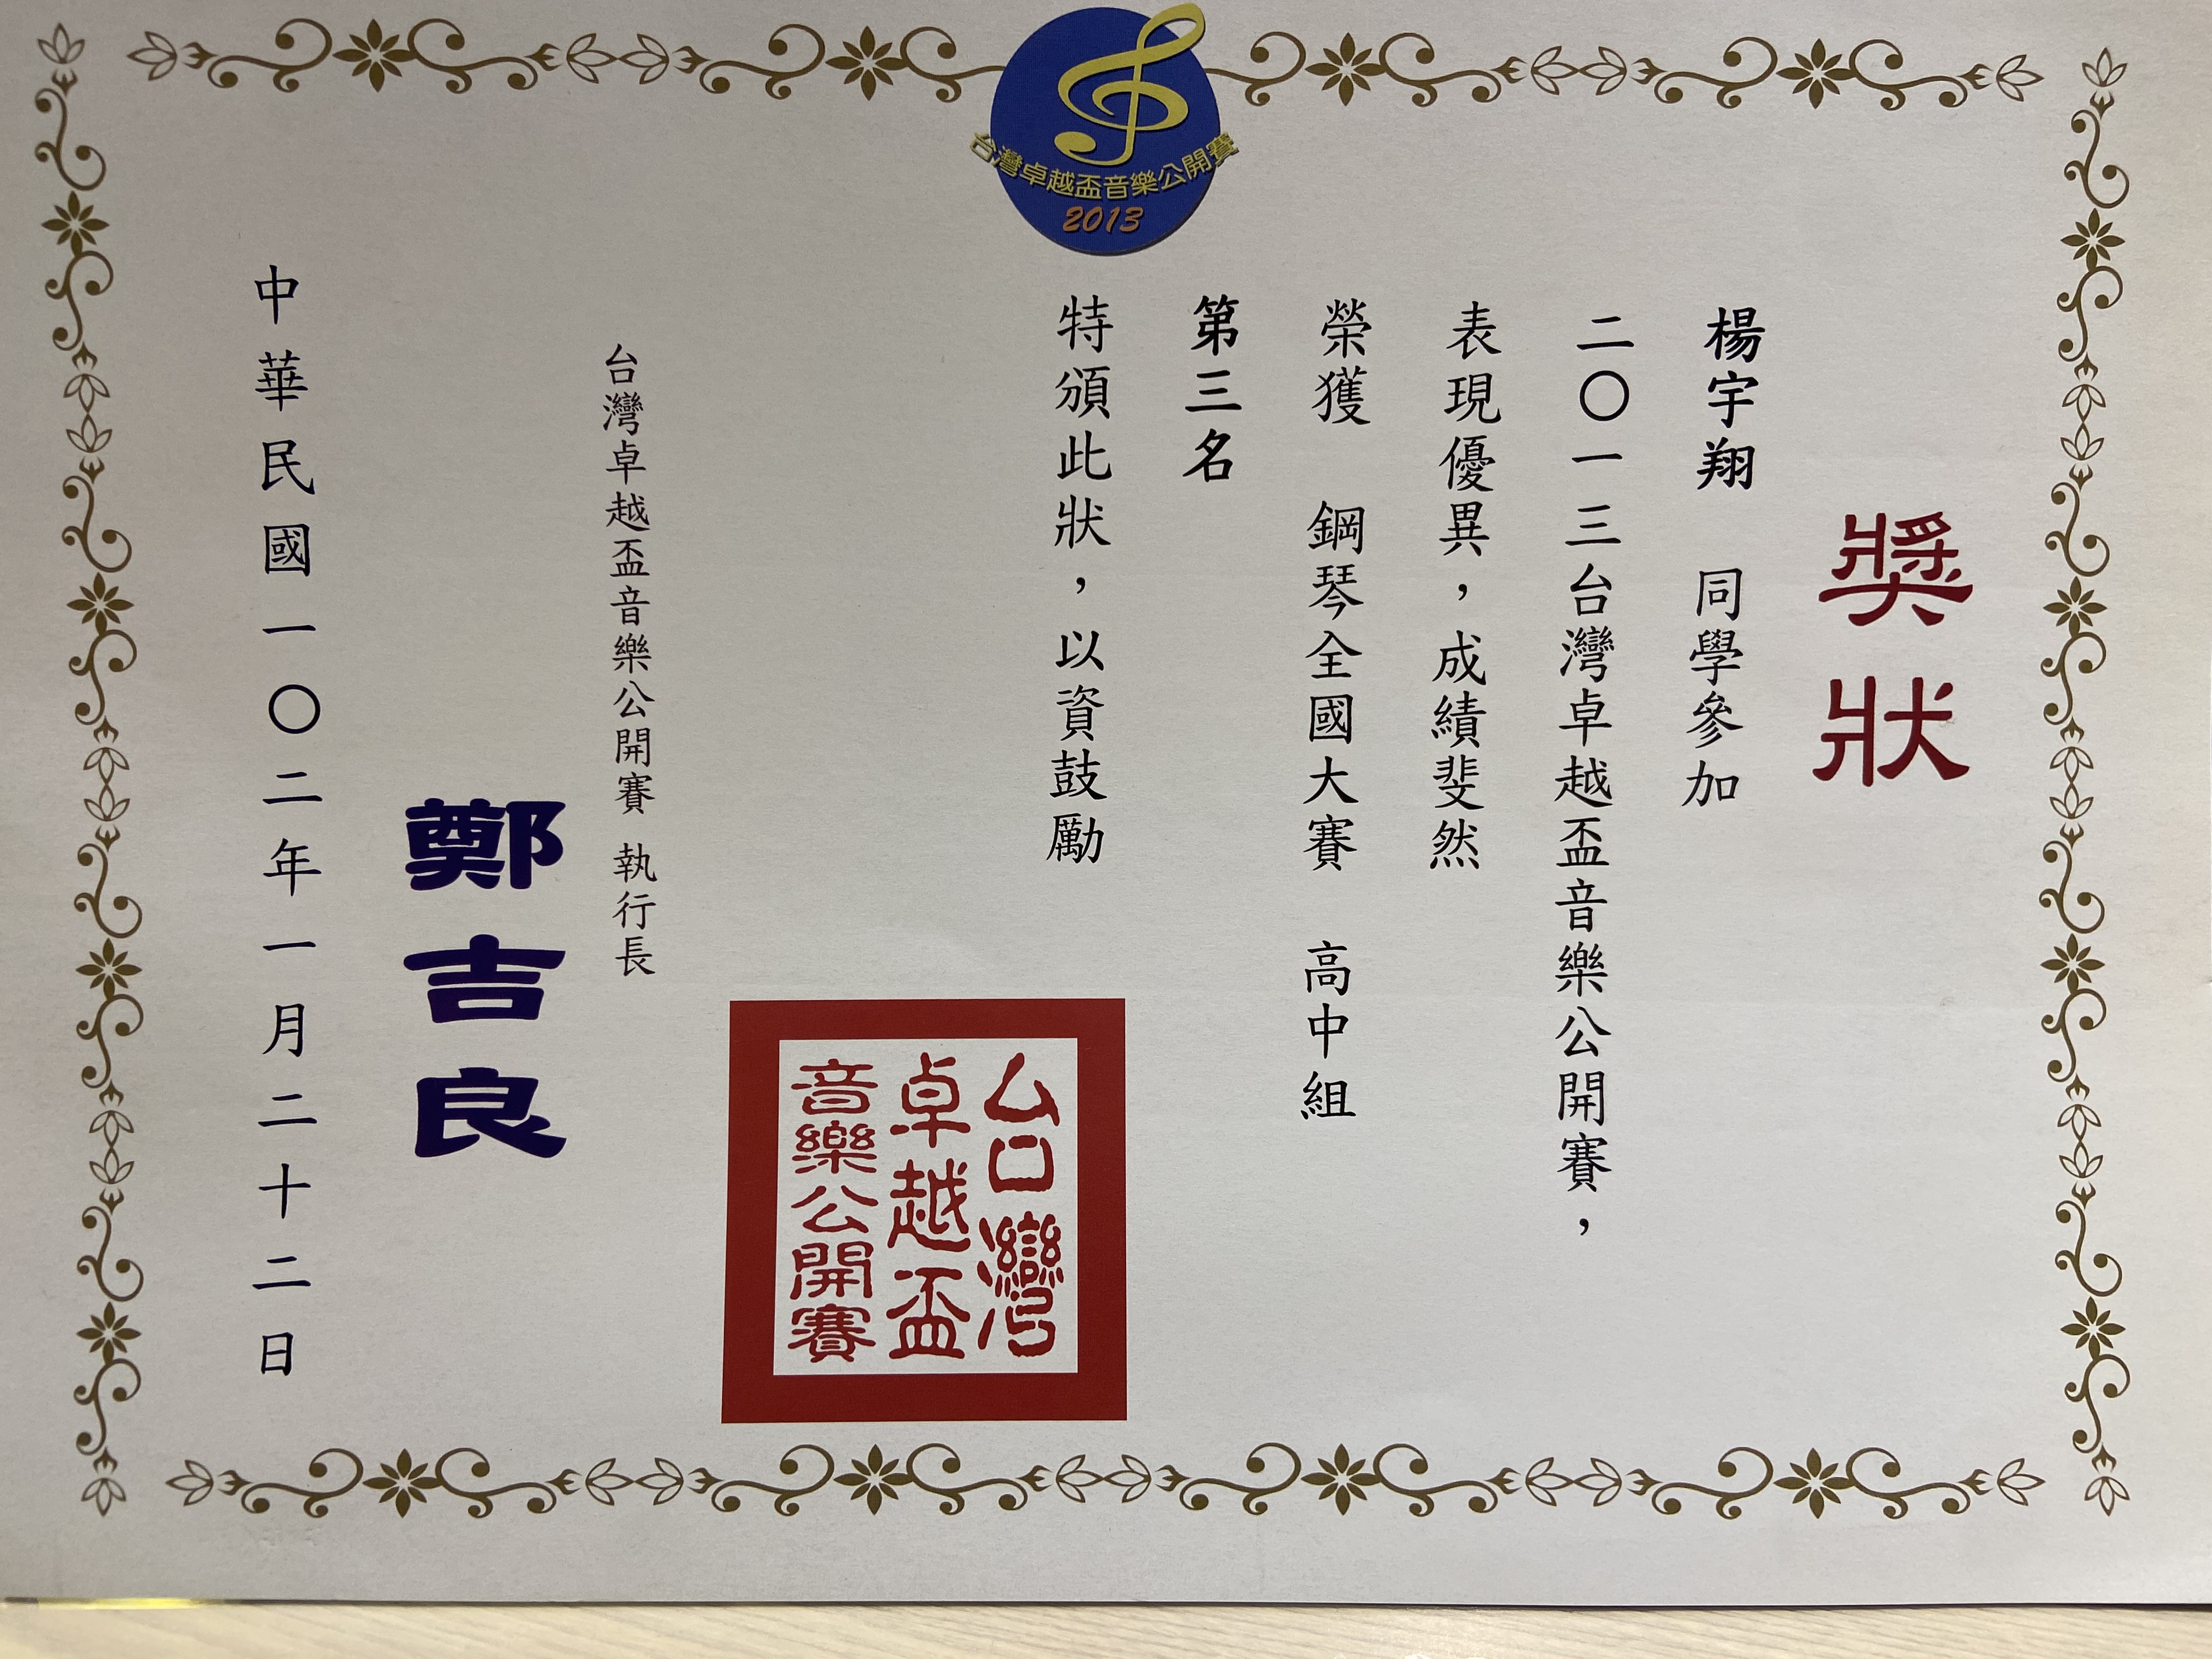 台灣卓越盃音樂公開賽
2013
獎狀
楊宇翔 同學參加
二〇一三台灣卓越盃音樂公開賽，
表現優異，成績斐然
榮獲 鋼琴全國大賽 高中組
第三名
特頒此狀，以資鼓勵
台灣
卓越盃
音樂公開賽
台灣卓越盃音樂公開賽 執行長
鄭吉良
中華民國一〇二年一月二十二日